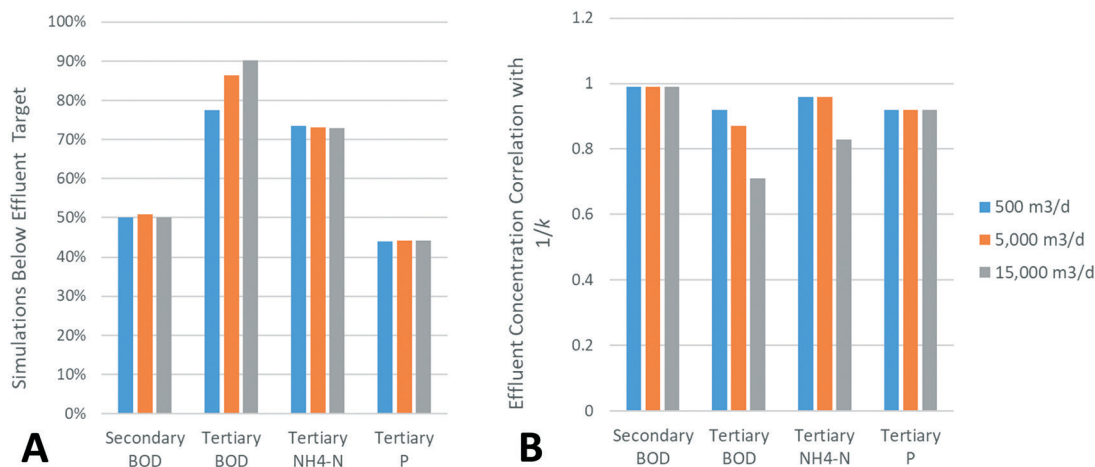 Simulations Below Effluent Target
100%
90%
80%
70%
60%
50%
40%
30%
20%
10%
0%
Secondary
BOD
Tertiary
BOD
Tertiary
NH4-N
Tertiary
P
A
Effluent Concentration Correlation with
1/k
1.2
1
0.8
0.6
0.4
0.2
0
Secondary
BOD
Tertiary
BOD
Tertiary
NH4-N
Tertiary
P
B
500 m3/d
5,000 m3/d
15,000 m3/d